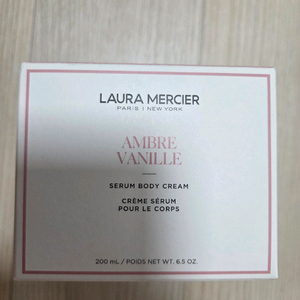 LAURA MERCIER
PARIS | NEW YORK
AMBRE
VANILLE
SERUM BODY CREAM
CRÈME SÉRUM
POUR LE CORPS
200 mL / POIDS NET WT. 6.5 OZ.